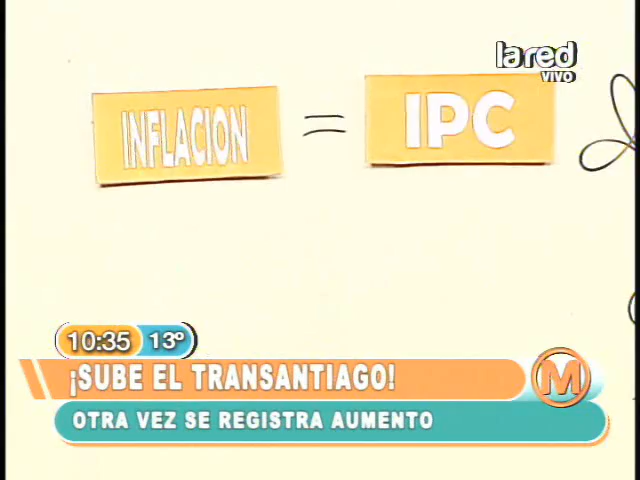 lared
VIVO
INFLACION = IPC
10:35 13º
¡SUBE EL TRANSANTIAGO!
M
OTRA VEZ SE REGISTRA AUMENTO